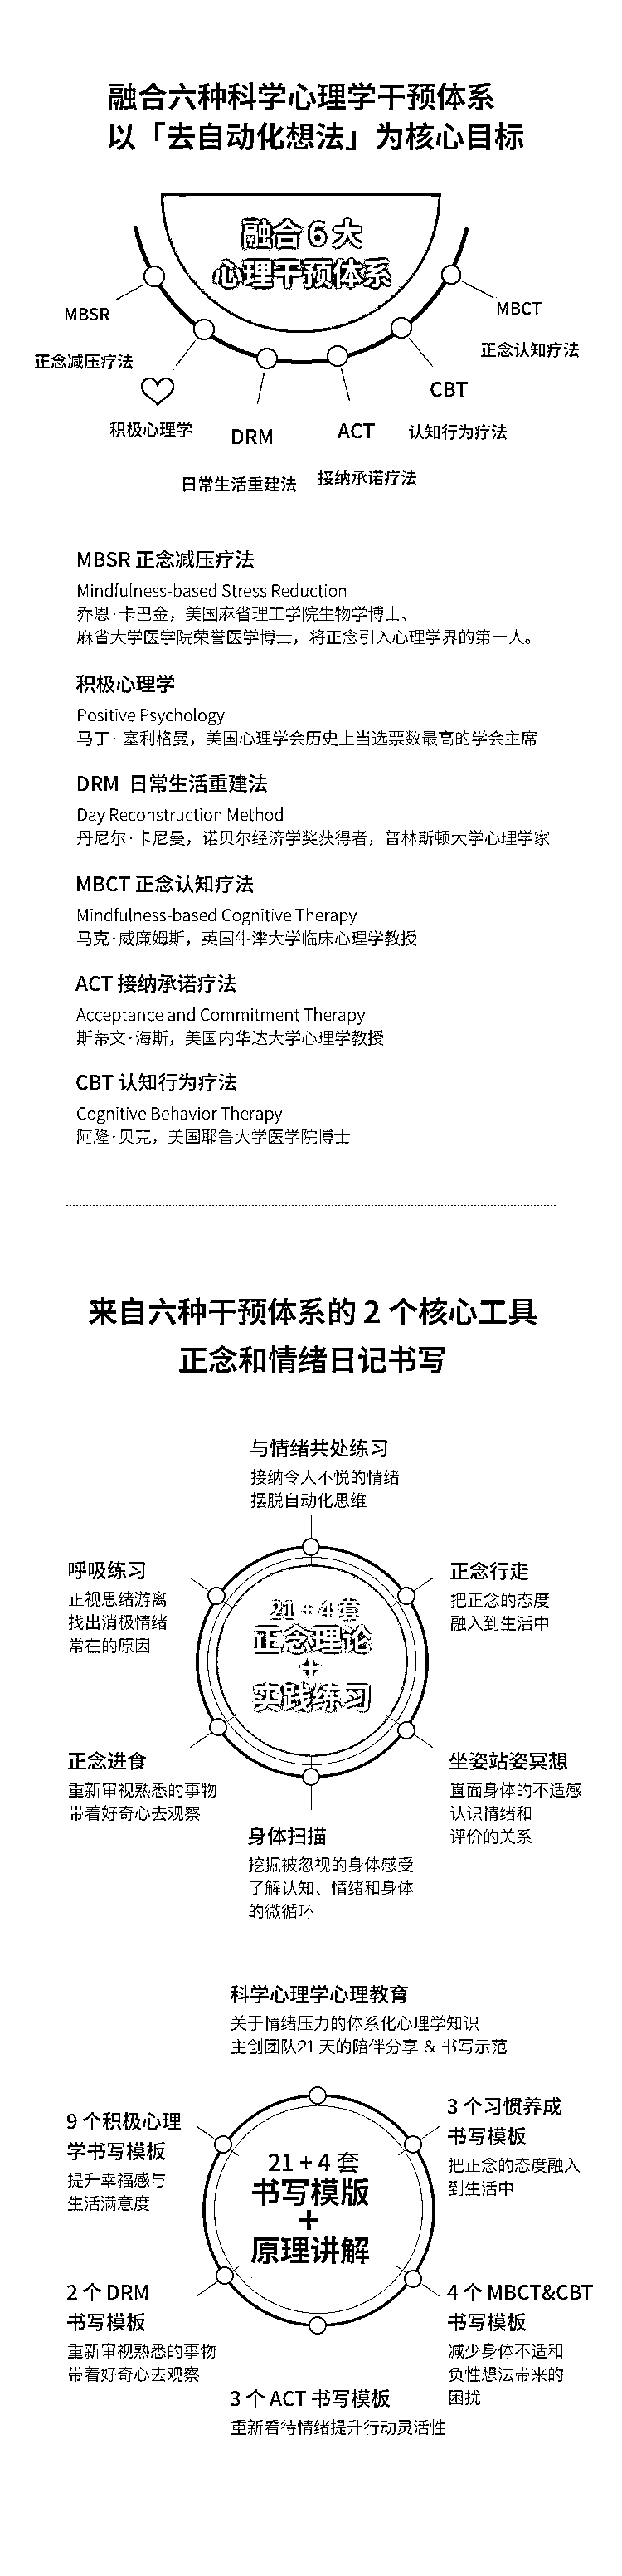 融合六种科学心理学干预体系
以「去自动化想法」为核心目标
融合6大
心理干预体系
MBSR
正念减压疗法
积极心理学
DRM
日常生活重建法
ACT
接纳承诺疗法
CBT
认知行为疗法
MBCT
正念认知疗法
MBSR 正念减压疗法
Mindfulness-based Stress Reduction
乔恩·卡巴金，美国麻省理工学院生物学博士、
麻省大学医学院荣誉医学博士，将正念引入心理学界的第一人。
积极心理学
Positive Psychology
马丁· 塞利格曼，美国心理学会历史上当选票数最高的学会主席
DRM 日常生活重建法
Day Reconstruction Method
丹尼尔·卡尼曼，诺贝尔经济学奖获得者，普林斯顿大学心理学家
MBCT 正念认知疗法
Mindfulness-based Cognitive Therapy
马克·威廉姆斯，英国牛津大学临床心理学教授
ACT 接纳承诺疗法
Acceptance and Commitment Therapy
斯蒂文·海斯，美国内华达大学心理学教授
CBT 认知行为疗法
Cognitive Behavior Therapy
阿隆·贝克，美国耶鲁大学医学院博士
来自六种干预体系的 2 个核心工具
正念和情绪日记书写
与情绪共处练习
接纳令人不悦的情绪
摆脱自动化思维
呼吸练习
正视思绪游离
找出消极情绪
常在的原因
正念行走
把正念的态度
融入到生活中
21 + 4 套
正念理论
+
实践练习
正念进食
重新审视熟悉的事物
带着好奇心去观察
坐姿站姿冥想
直面身体的不适感
认识情绪和
评价的关系
身体扫描
挖掘被忽视的身体感受
了解认知、情绪和身体
的微循环
科学心理学心理教育
关于情绪压力的体系化心理学知识
主创团队21 天的陪伴分享 & 书写示范
9 个积极心理
学书写模板
提升幸福感与
生活满意度
3 个习惯养成
书写模板
把正念的态度融入
到生活中
21 + 4 套
书写模版
+
原理讲解
2 个 DRM
书写模板
重新审视熟悉的事物
带着好奇心去观察
4 个 MBCT&CBT
书写模板
减少身体不适和
负性想法带来的
困扰
3 个 ACT 书写模板
重新看待情绪提升行动灵活性